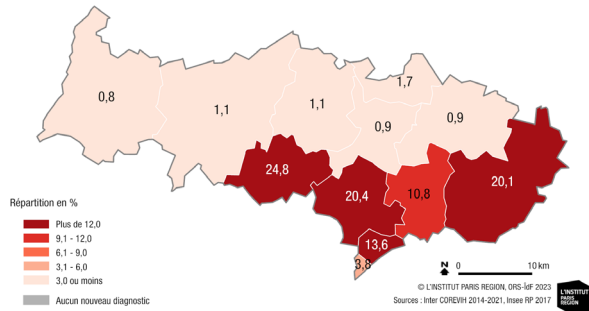 1,7
0,8
1,1
1,1
0,9
0,9
24,8
20,4
10,8
20,1
13,6
3,8
Répartition en %
Plus de 12,0
9,1 - 12,0
6,1 - 9,0
3,1 - 6,0
3,0 ou moins
Aucun nouveau diagnostic
N
0
10 km
© L'INSTITUT PARIS REGION, ORS-ÎdF 2023
Sources : Inter COREVIH 2014-2021, Insee RP 2017
L'INSTITUT
PARIS
REGION